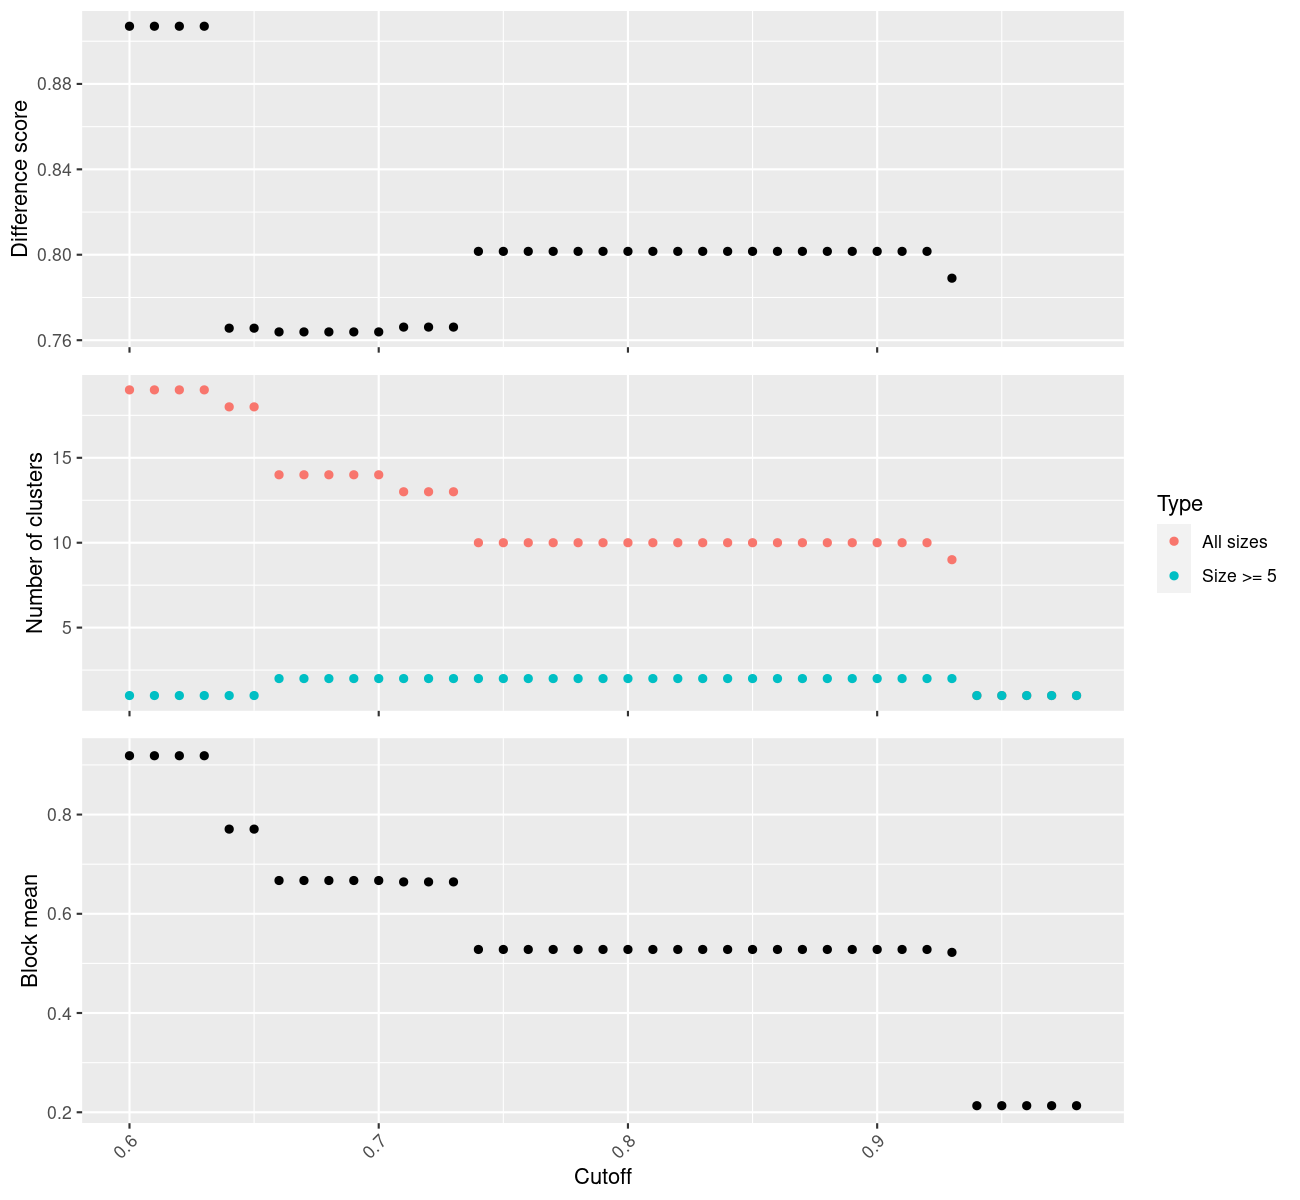 Difference score
0.88
0.84
0.80
0.76
Number of clusters
15
10
5
Type
All sizes
Size >= 5
Block mean
0.8
0.6
0.4
0.2
0.6
0.7
0.8
0.9
Cutoff